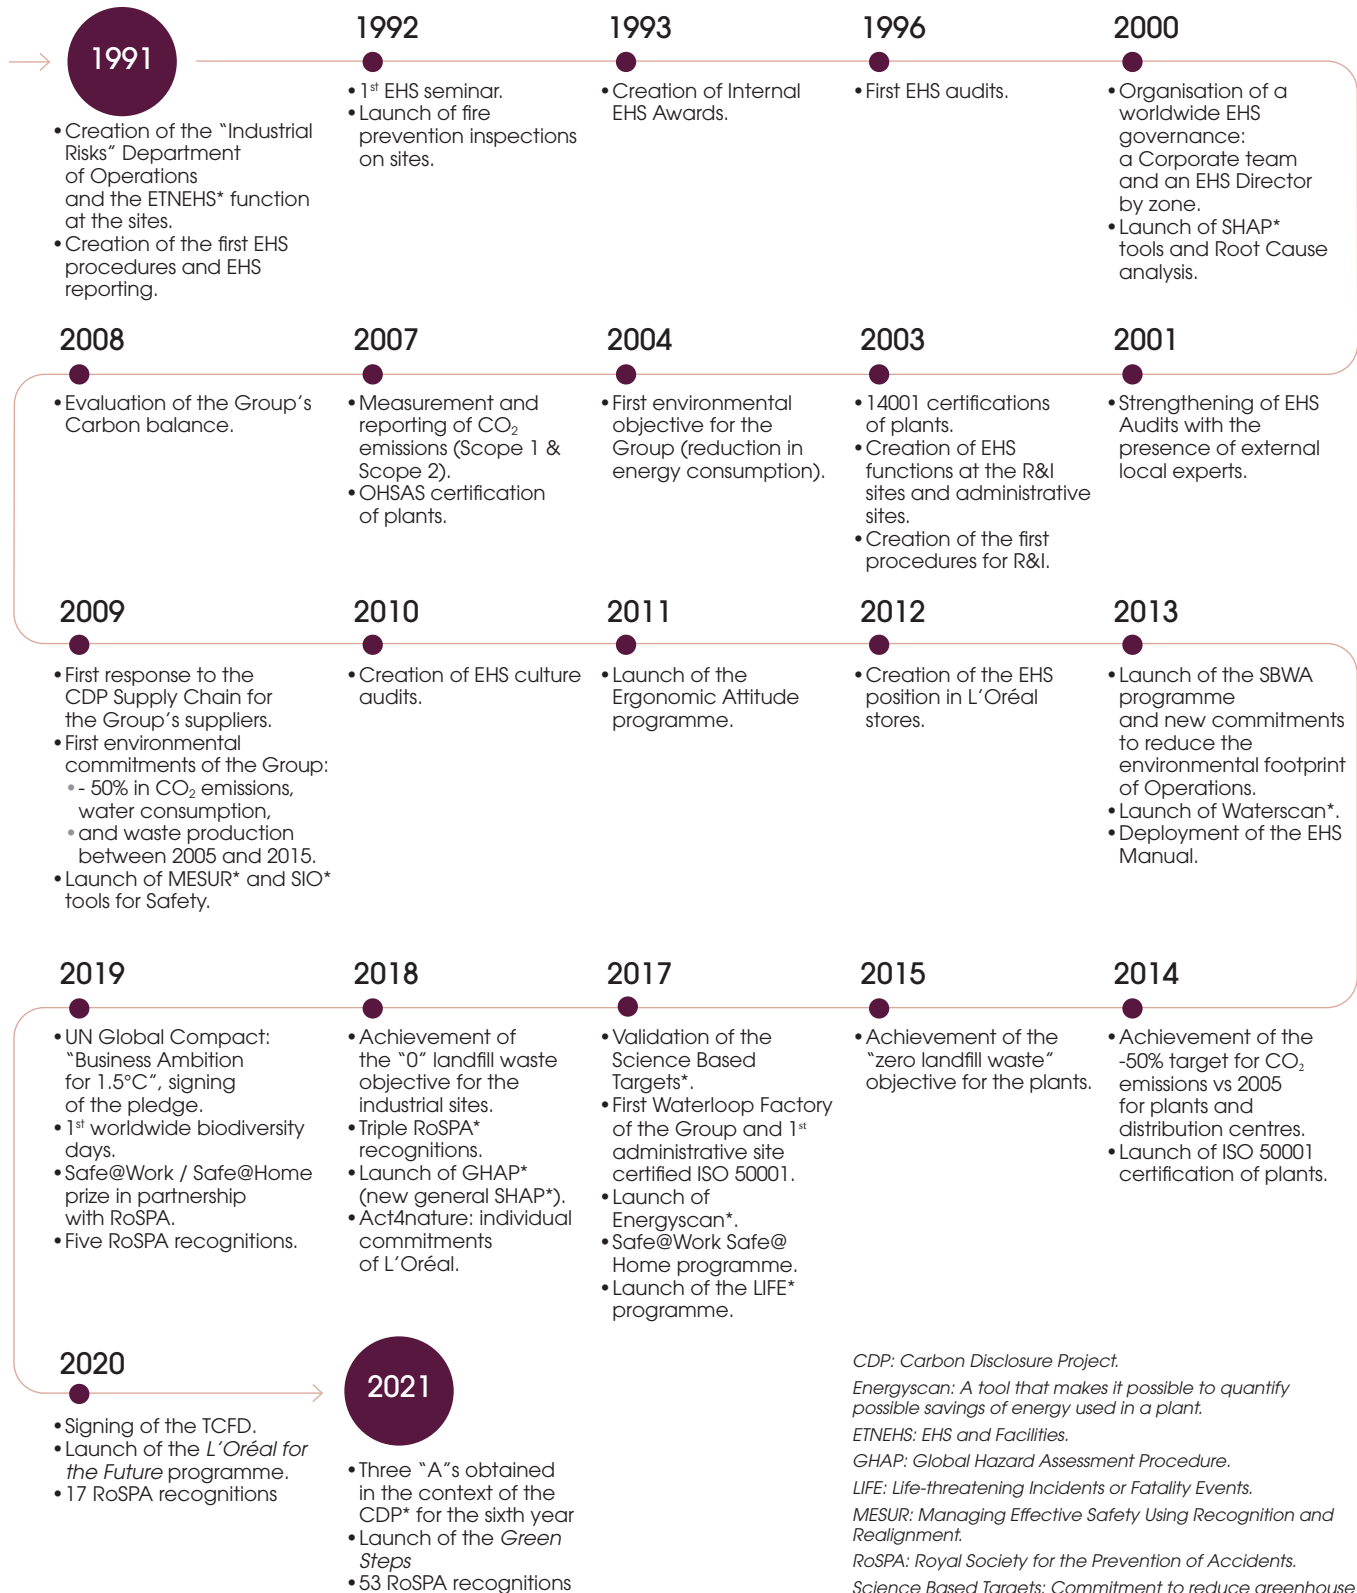 1991
• Creation of the “Industrial
Risks” Department
of Operations
and the ETNEHS* function
at the sites.
• Creation of the first EHS
procedures and EHS
reporting.
1992
• 1st EHS seminar.
• Launch of fire
prevention inspections
on sites.
1993
• Creation of Internal
EHS Awards.
1996
• First EHS audits.
2000
• Organisation of a
worldwide EHS
governance:
a Corporate team
and an EHS Director
by zone.
• Launch of SHAP*
tools and Root Cause
analysis.
2001
• Strengthening of EHS
Audits with the
presence of external
local experts.
2003
• 14001 certifications
of plants.
• Creation of EHS
functions at the R&I
sites and administrative
sites.
• Creation of the first
procedures for R&I.
2004
• First environmental
objective for the
Group (reduction in
energy consumption).
2007
• Measurement and
reporting of CO₂
emissions (Scope 1 &
Scope 2).
• OHSAS certification
of plants.
2008
• Evaluation of the Group’s
Carbon balance.
2009
• First response to the
CDP Supply Chain for
the Group’s suppliers.
• First environmental
commitments of the Group:
• - 50% in CO₂ emissions,
water consumption,
• and waste production
between 2005 and 2015.
• Launch of MESUR* and SIO*
tools for Safety.
2010
• Creation of EHS culture
audits.
2011
• Launch of the
Ergonomic Attitude
programme.
2012
• Creation of the EHS
position in L’Oréal
stores.
2013
• Launch of the SBWA
programme
and new commitments
to reduce the
environmental footprint
of Operations.
• Launch of Waterscan*.
• Deployment of the EHS
Manual.
2014
• Achievement of the
-50% target for CO₂
emissions vs 2005
for plants and
distribution centres.
• Launch of ISO 50001
certification of plants.
2015
• Achievement of the
“zero landfill waste”
objective for the plants.
2017
• Validation of the
Science Based
Targets*.
• First Waterloop Factory
of the Group and 1st
administrative site
certified ISO 50001.
• Launch of
Energyscan*.
• Safe@Work Safe@
Home programme.
• Launch of the LIFE*
programme.
2018
• Achievement of
the “0” landfill waste
objective for the
industrial sites.
• Triple RoSPA*
recognitions.
• Launch of GHAP*
(new general SHAP*).
• Act4nature: individual
commitments
of L’Oréal.
2019
• UN Global Compact:
“Business Ambition
for 1.5°C”, signing
of the pledge.
• 1st worldwide biodiversity
days.
• Safe@Work / Safe@Home
prize in partnership
with RoSPA.
• Five RoSPA recognitions.
2020
• Signing of the TCFD.
• Launch of the L’Oréal for
the Future programme.
• 17 RoSPA recognitions
2021
• Three “A”s obtained
in the context of the
CDP* for the sixth year
• Launch of the Green
Steps
• 53 RoSPA recognitions
CDP: Carbon Disclosure Project.
Energyscan: A tool that makes it possible to quantify
possible savings of energy used in a plant.
ETNEHS: EHS and Facilities.
GHAP: Global Hazard Assessment Procedure.
LIFE: Life-threatening Incidents or Fatality Events.
MESUR: Managing Effective Safety Using Recognition and
Realignment.
RoSPA: Royal Society for the Prevention of Accidents.
Science Based Targets: Commitment to reduce greenhouse